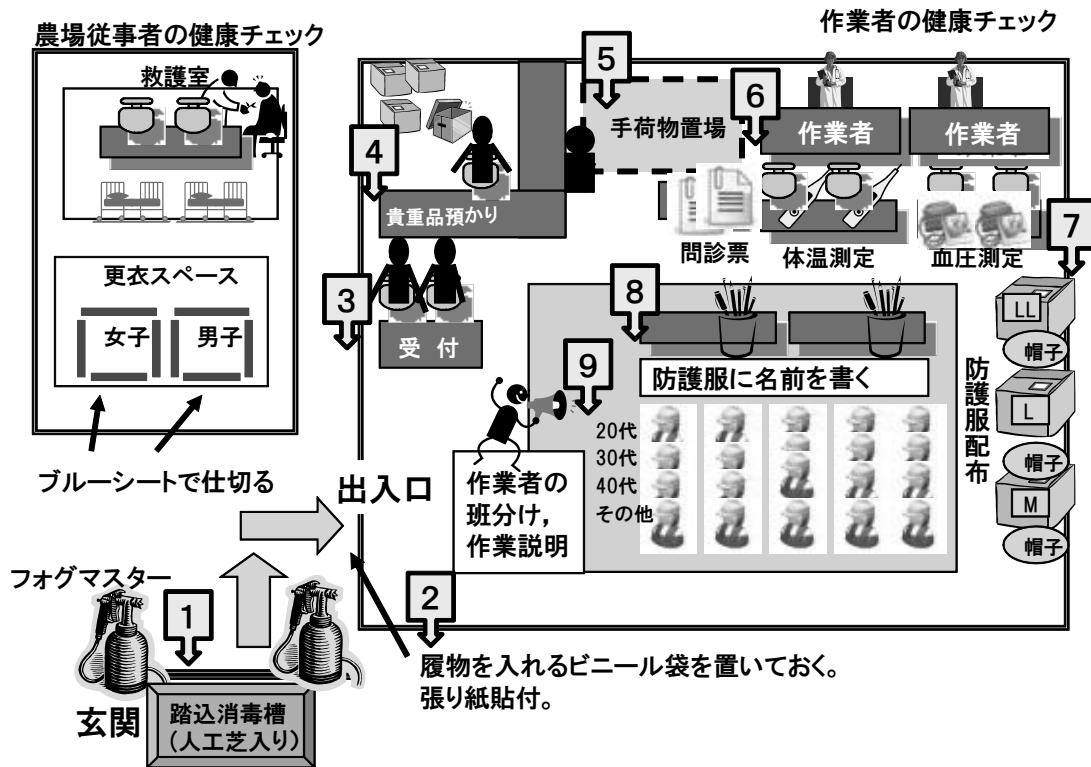 農場従事者の健康チェック
救護室
更衣スペース
女子
男子
ブルーシートで仕切る
作業者の健康チェック
5
手荷物置場
6
作業者
作業者
4
貴重品預かり
問診票
体温測定
血圧測定
7
3
受 付
8
防護服に名前を書く
9
20代
30代
40代
その他
防護服配布
LL
帽子
L
帽子
M
帽子
出入口
作業者の
班分け,
作業説明
フォグマスター
1
2
履物を入れるビニール袋を置いておく。
張り紙貼付。
玄関
踏込消毒槽
(人工芝入り)